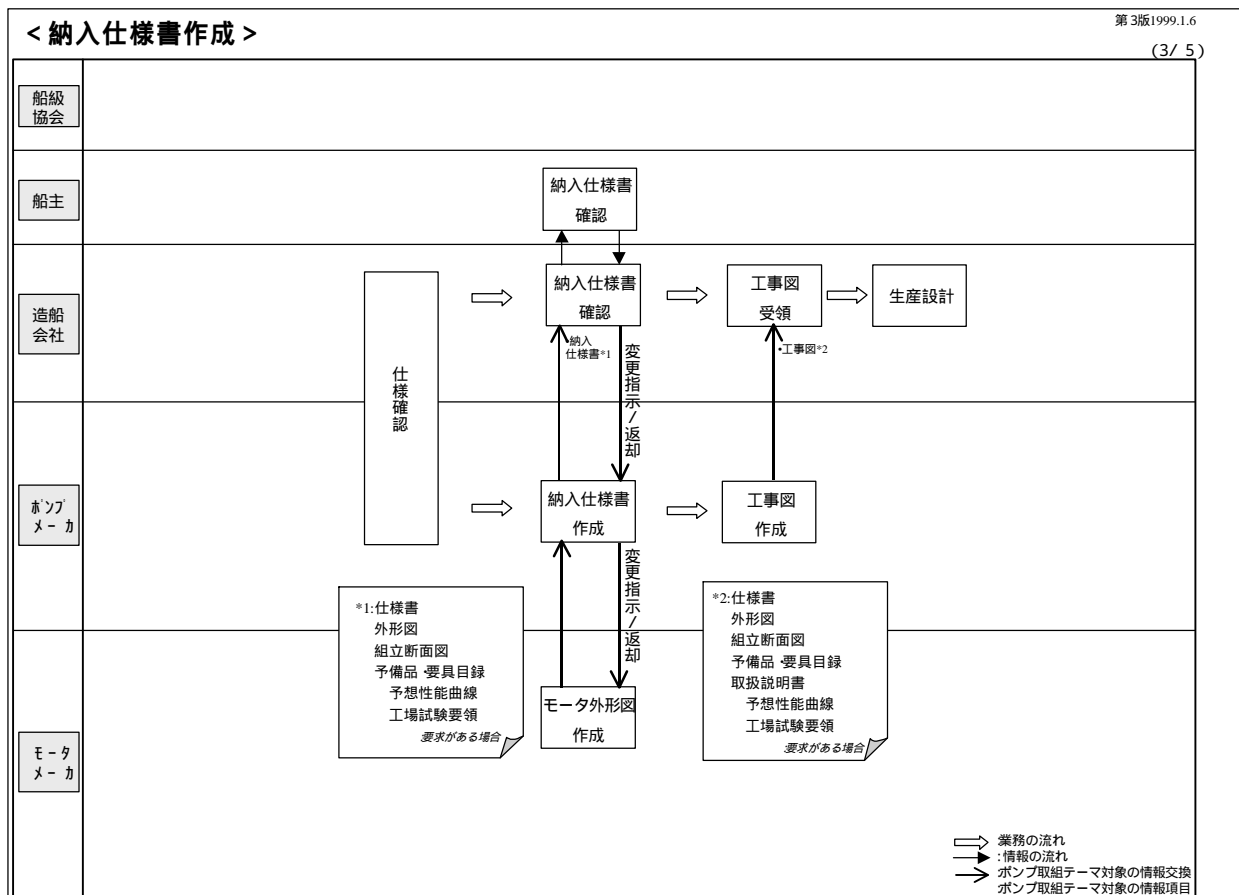 <納入仕様書作成>
第3版1999.1.6
(3/5)
船級
協会
船主
納入仕様書
確認
造船
会社
仕様確認
納入仕様書
確認
工事図
受領
生産設計
・納入
仕様書*1
変更指示/返却
・工事図*2
ポンプ
メーカ
納入仕様書
作成
工事図
作成
変更指示/返却
*1:仕様書
外形図
組立断面図
予備品・要具目録
予想性能曲線
工場試験要領
要求がある場合
*2:仕様書
外形図
組立断面図
予備品・要具目録
取扱説明書
予想性能曲線
工場試験要領
要求がある場合
モータ
メーカ
モータ外形図
作成
:業務の流れ
:情報の流れ
ポンプ取組テーマ対象の情報交換
ポンプ取組テーマ対象の情報項目